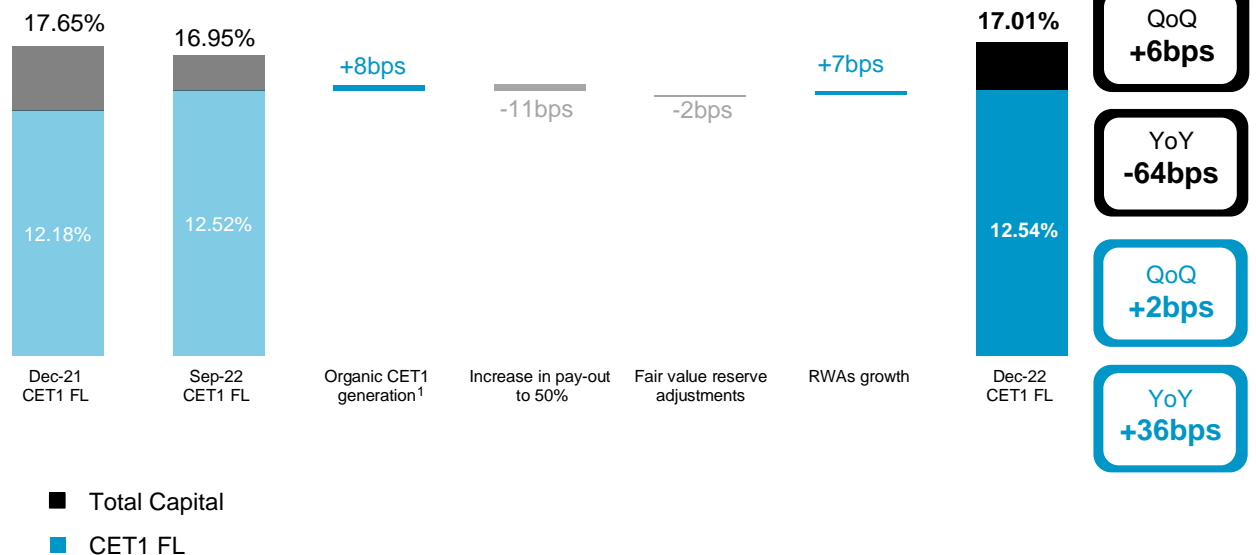 17.65%
16.95%
+8bps
-11bps
-2bps
+7bps
17.01%
12.18%
12.52%
12.54%
Dec-21
CET1 FL
Sep-22
CET1 FL
Organic CET1
generation1
Increase in pay-out
to 50%
Fair value reserve
adjustments
RWAs growth
Dec-22
CET1 FL
QoQ
+6bps
YoY
-64bps
QoQ
+2bps
YoY
+36bps
Total Capital
CET1 FL